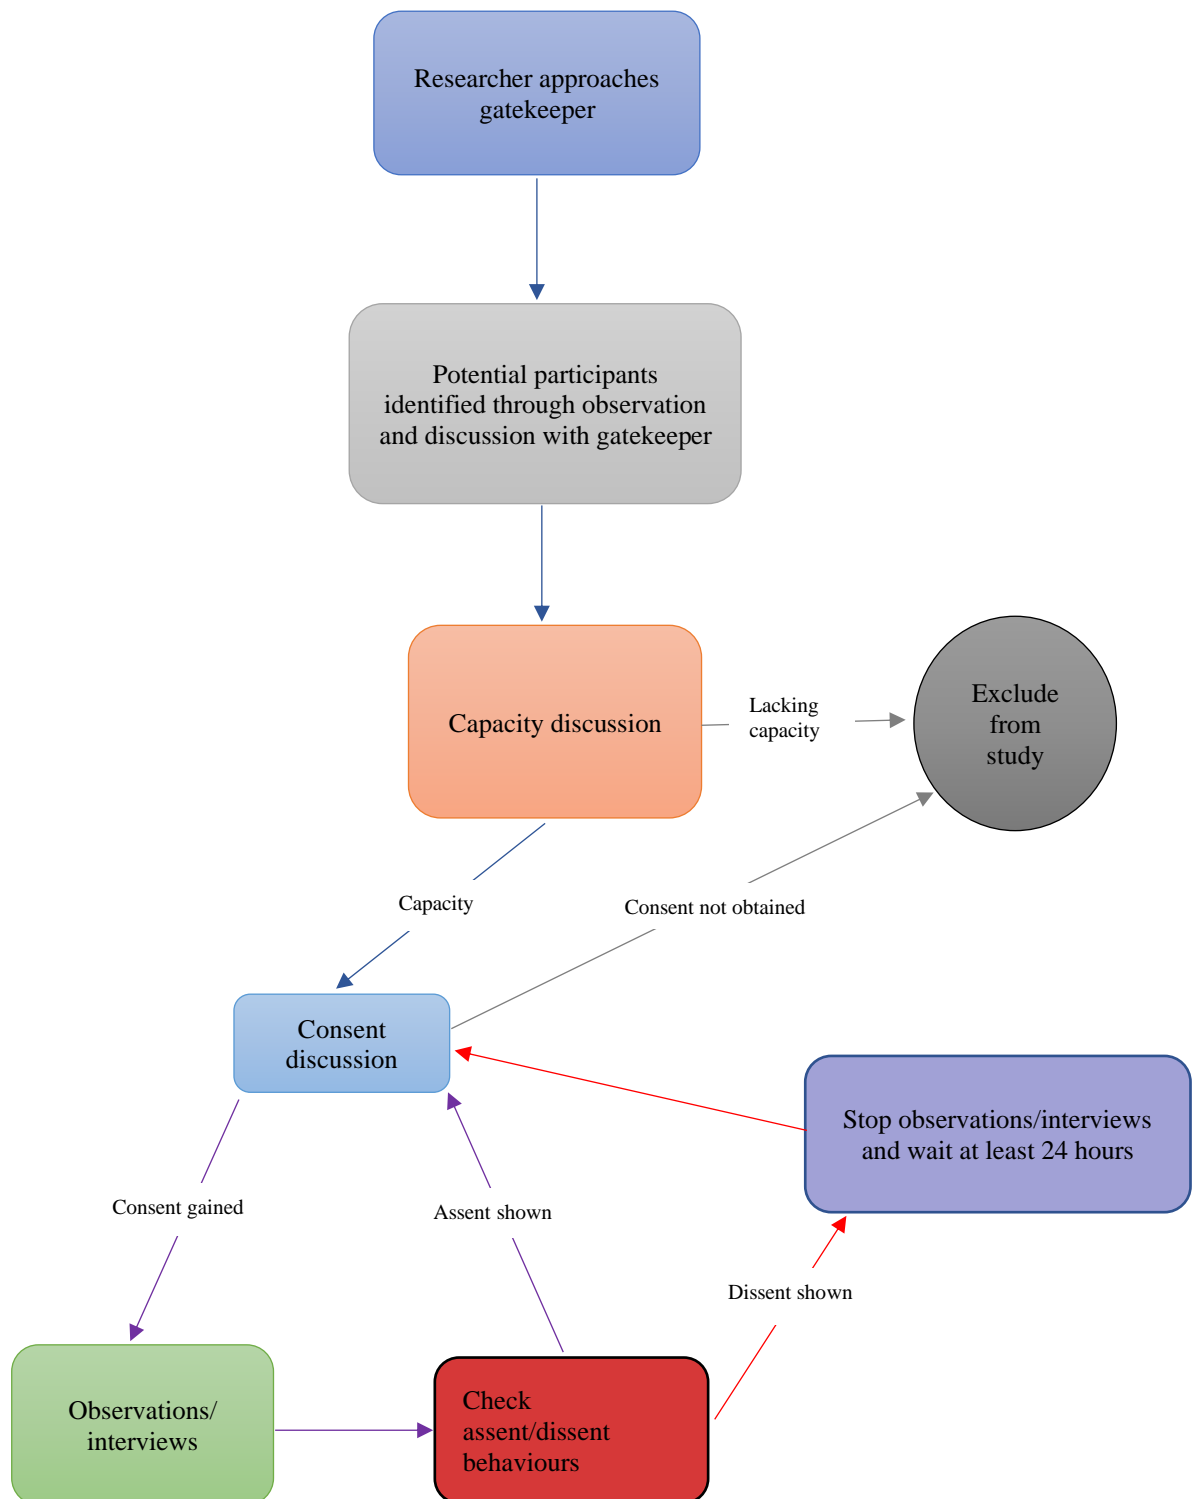 Researcher approaches
gatekeeper
Potential participants
identified through observation
and discussion with gatekeeper
Capacity discussion
Lacking
capacity
Exclude
from
study
Capacity
Consent not obtained
Consent
discussion
Stop observations/interviews
and wait at least 24 hours
Consent gained
Assent shown
Dissent shown
Observations/
interviews
Check
assent/dissent
behaviours